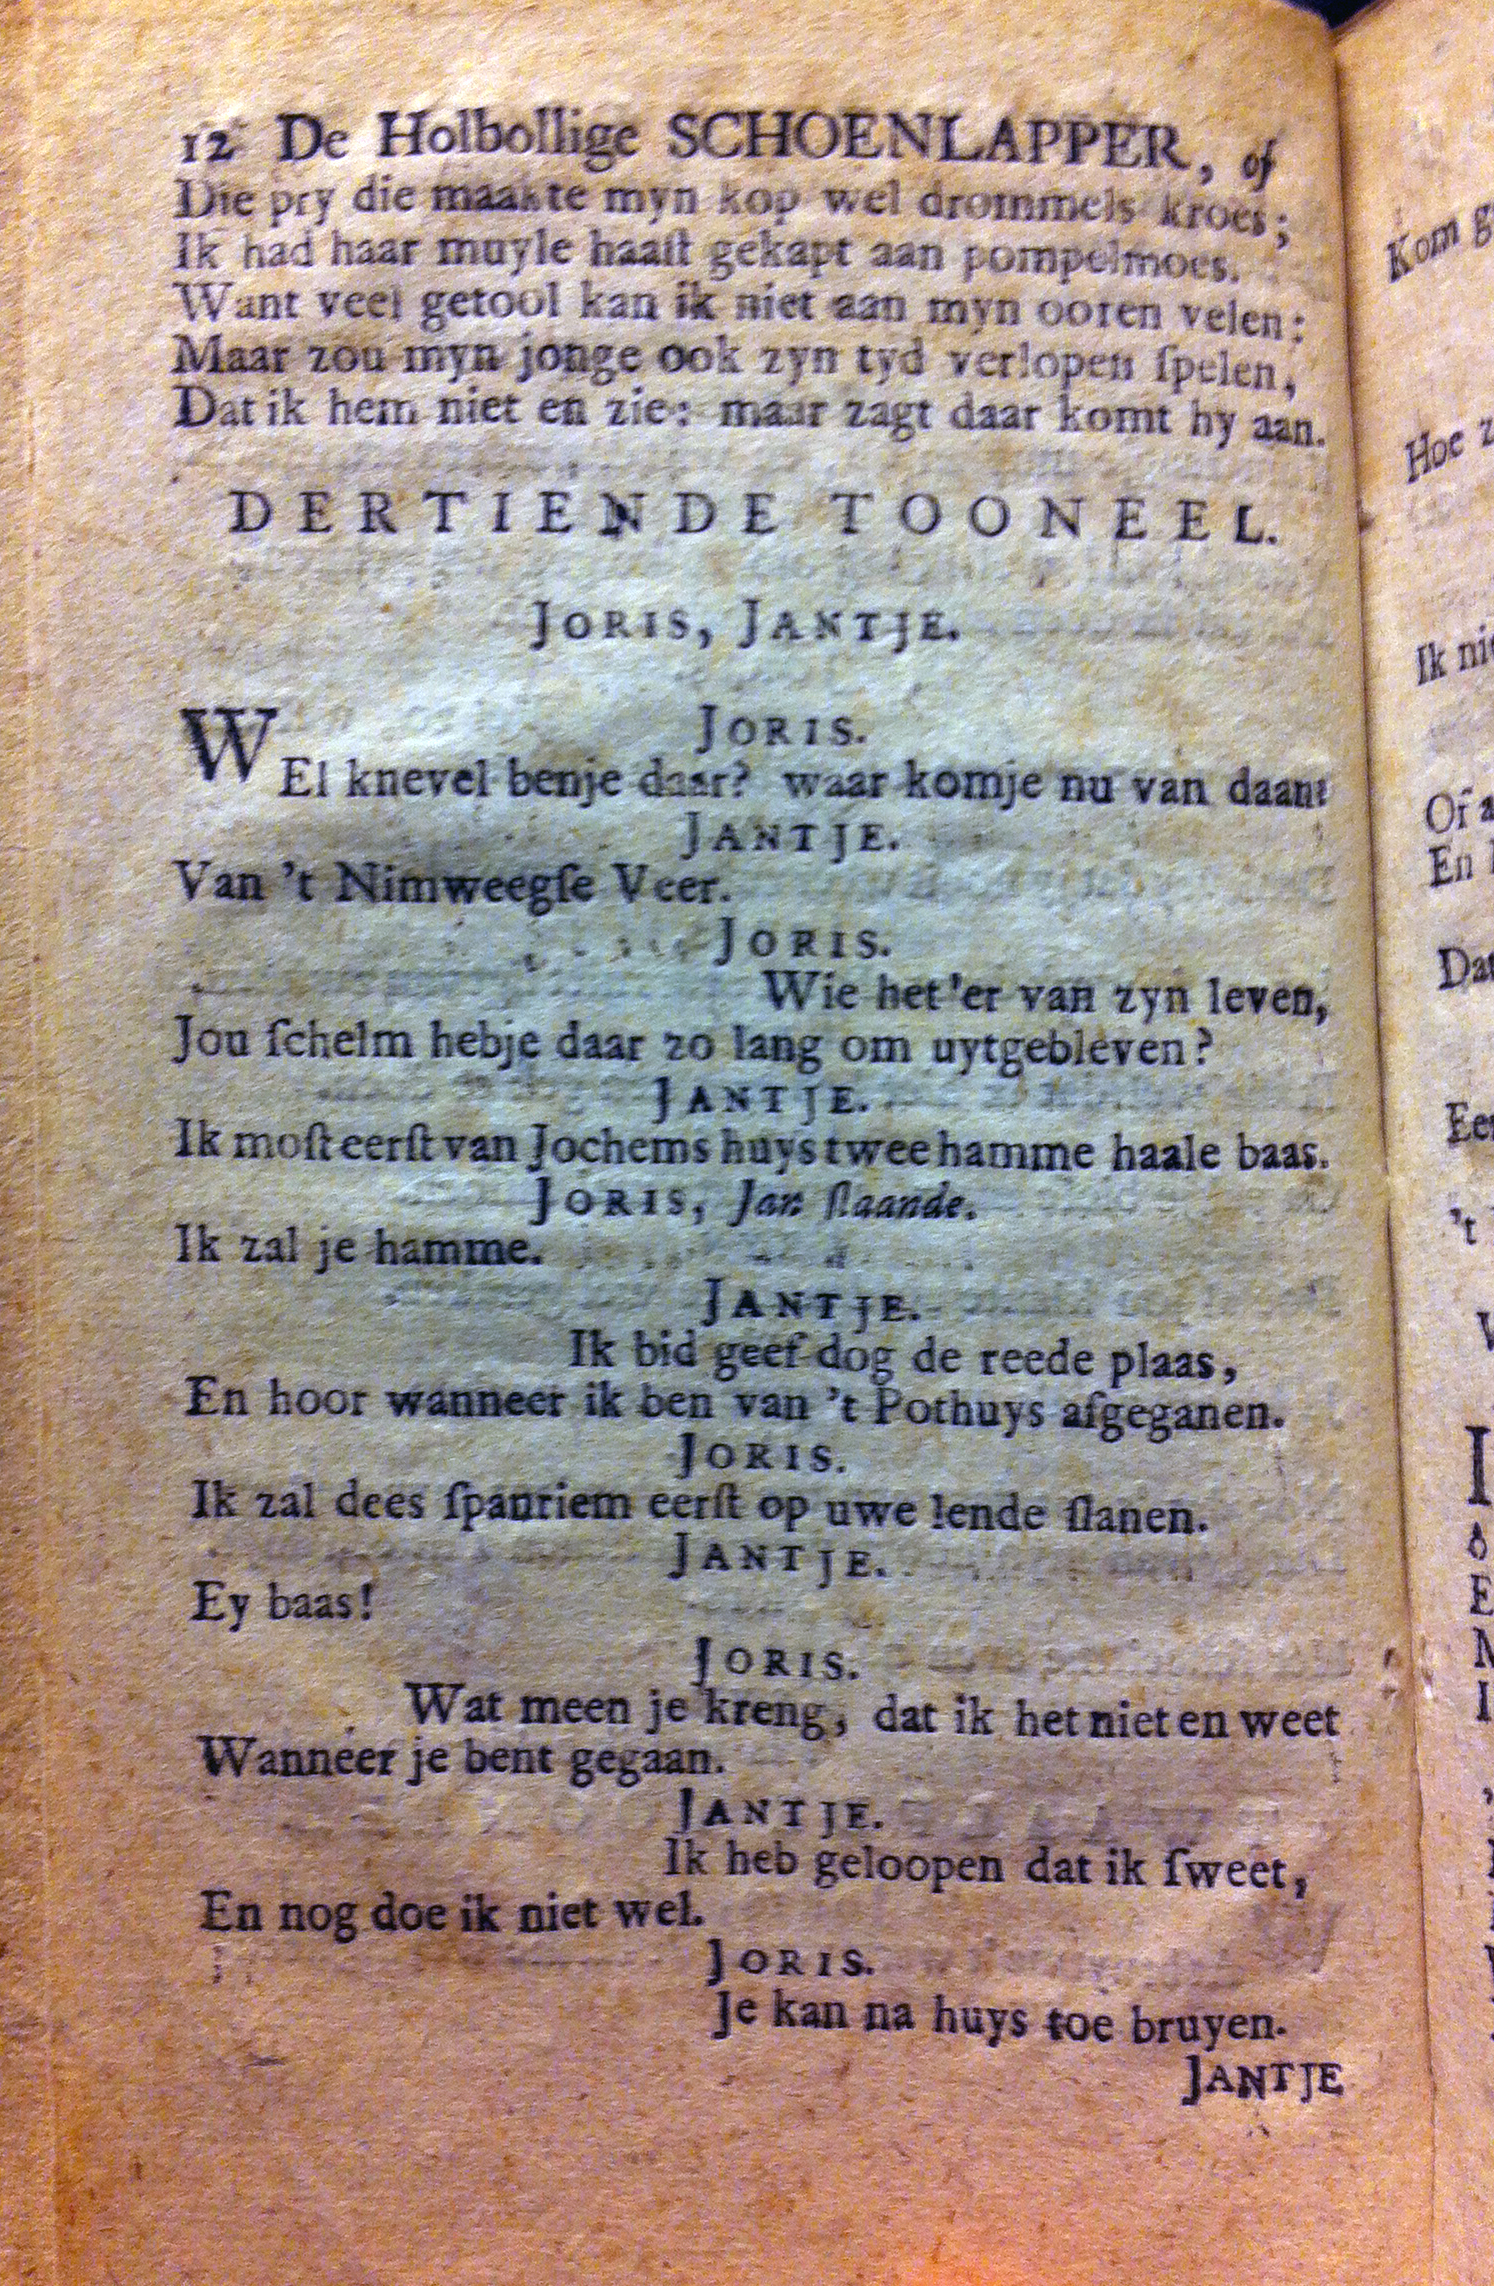 12 De Holbollige SCHOENLAPPER, of
Die pry die maakte myn kop wel drommels kroes;
Ik had haar muyle haaſt gekapt aan pompelmoes.
Want veel getool kan ik niet aan myn ooren velen:
Maar zou myn jonge ook zyn tyd verlopen ſpelen,
Dat ik hem niet en zie: maar zagt daar komt hy aan.
DERTIENDE TOONEEL.
JORIS, JANTJE.
JORIS.
WEl knevel benje daar? waar komje nu van daan?
JANTJE.
Van 't Nimweegſe Veer.
JORIS.
Wie het 'er van zyn leven,
Jou ſchelm hebje daar zo lang om uytgebleven?
JANTJE.
Ik moſt eerſt van Jochems huys twee hamme haale baas.
JORIS, Jan ſlaande.
Ik zal je hamme.
JANTJE.
Ik bid geef dog de reede plaas,
En hoor wanneer ik ben van 't Pothuys afgeganen.
JORIS.
Ik zal dees ſpanriem eerſt op uwe lende ſlanen.
JANTJE.
Ey baas!
JORIS.
Wat meen je kreng, dat ik het niet en weet
Wanneer je bent gegaan.
JANTJE.
Ik heb geloopen dat ik ſweet,
En nog doe ik niet wel.
JORIS.
Je kan na huys toe bruyen.
JANTJE
Kom
Hoe
Ik
Of
En
't